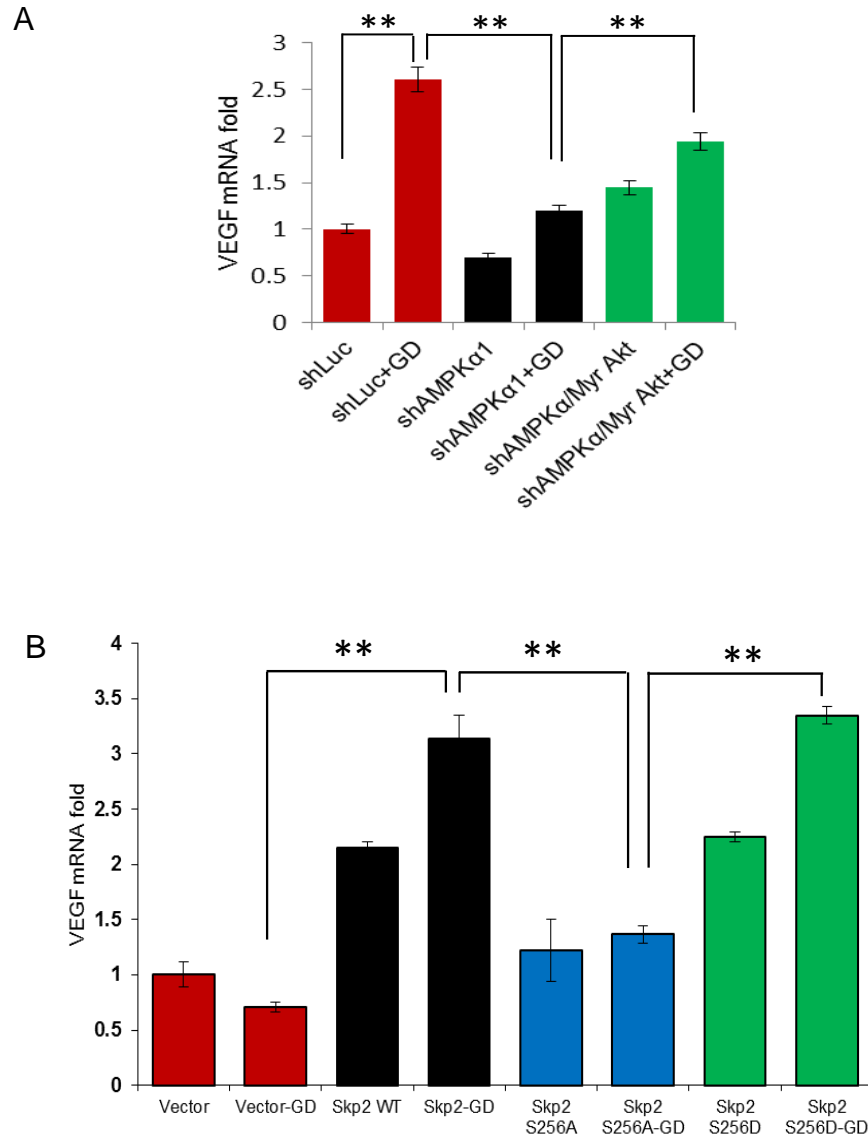 A
** ** **
VEGF mRNA fold
3
2.5
2
1.5
1
0.5
0
shLuc
shLuc+GD
shAMPKα1
shAMPKα1+GD
shAMPKα/Myr Akt
shAMPKα/Myr Akt+GD
B
** ** **
VEGF mRNA fold
4
3.5
3
2.5
2
1.5
1
0.5
0
Vector
Vector-GD
Skp2 WT
Skp2-GD
Skp2
S256A
Skp2
S256A-GD
Skp2
S256D
Skp2
S256D-GD